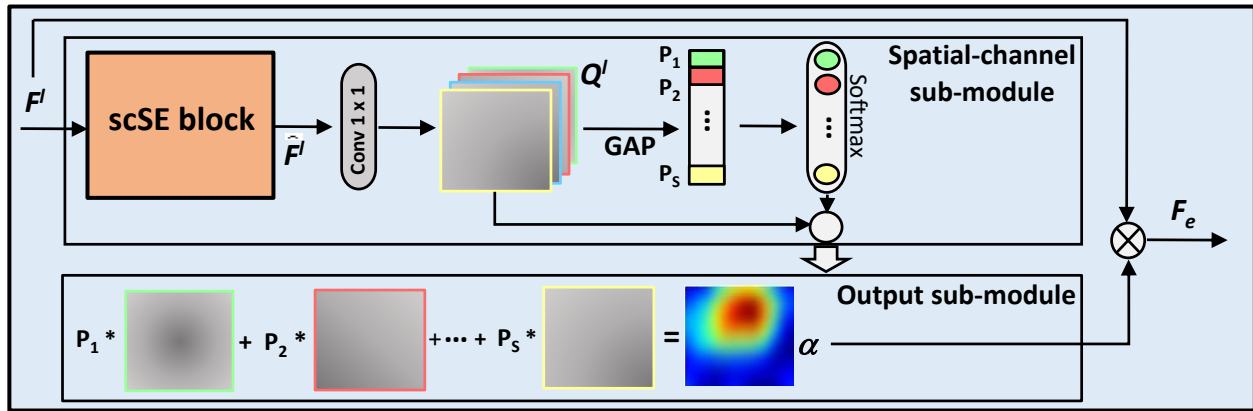 F^l
scSE block
F̂^l
Conv 1 x 1
Q^l
GAP
P_1
P_2
...
P_S
...
Softmax
Spatial-channel
sub-module
F_e
P_1 * + P_2 * + ... + P_S * = α
Output sub-module